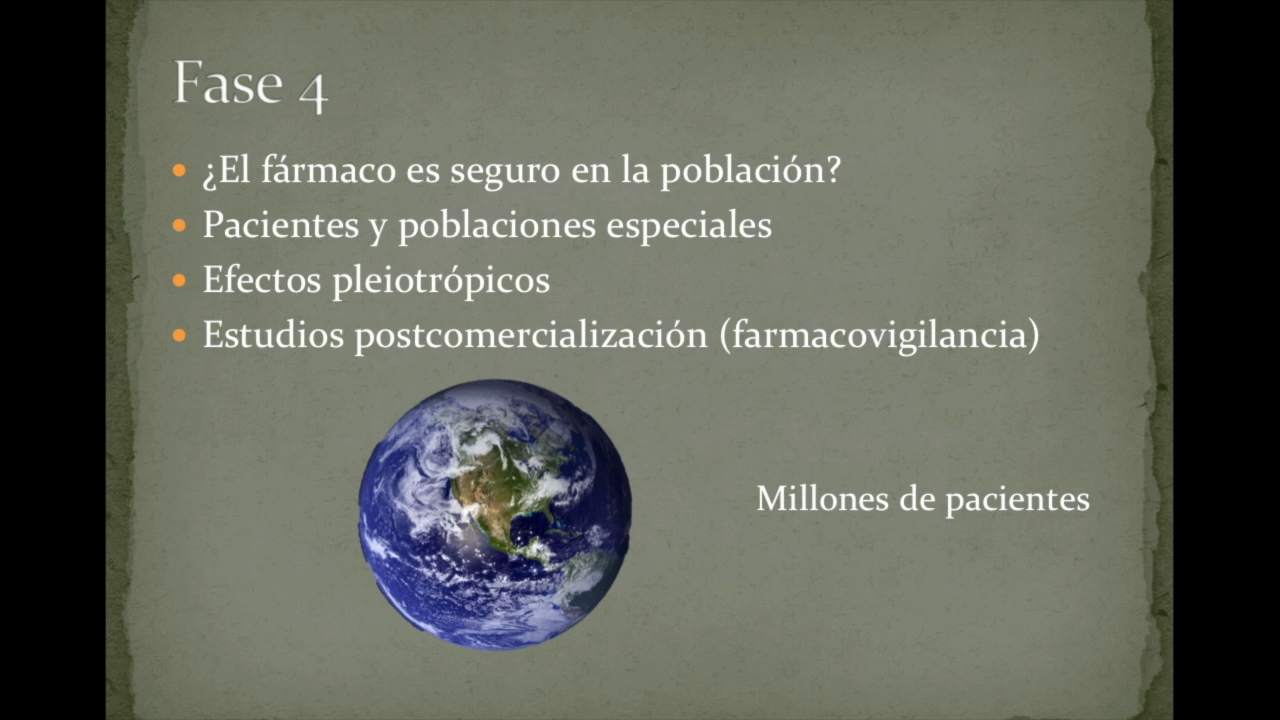 Fase 4
¿El fármaco es seguro en la población?
Pacientes y poblaciones especiales
Efectos pleiotrópicos
Estudios postcomercialización (farmacovigilancia)
Millones de pacientes